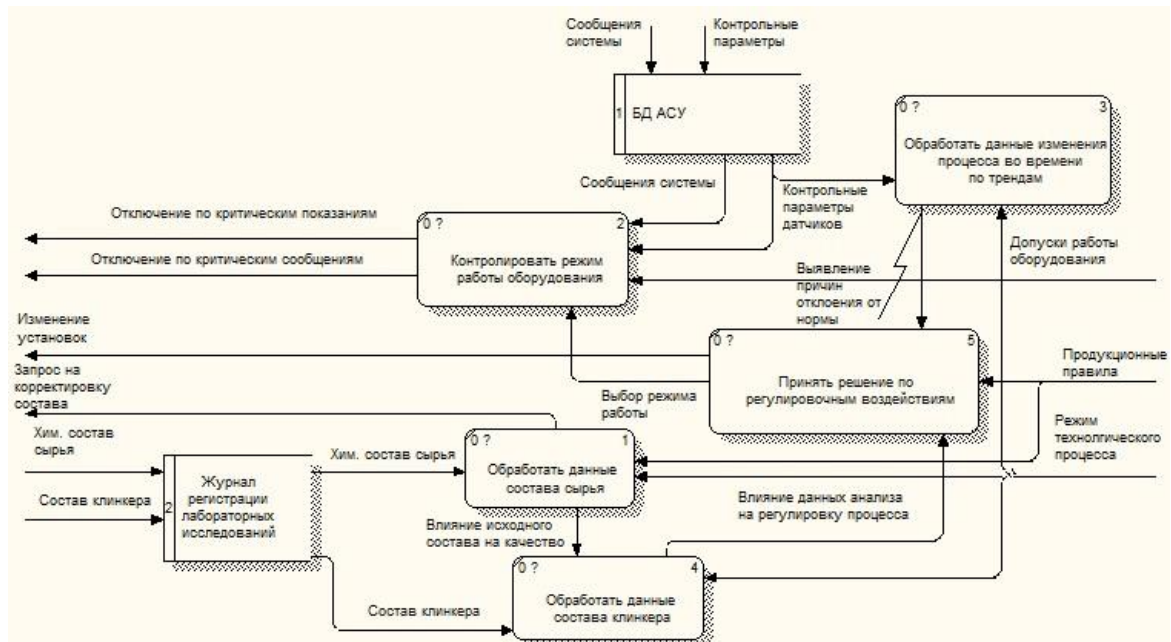 Сообщения
системы
Контрольные
параметры
1
БД АСУ
0 ?
3
Обработать данные изменения
процесса во времени
по трендам
Сообщения системы
Контрольные
параметры
датчиков
Отключение по критическим показаниям
0 ?
2
Контролировать режим
работы оборудования
Допуски работы
оборудования
Отключение по критическим сообщениям
Выявление
причин
отклоения от
нормы
Изменение
установок
0 ?
5
Принять решение по
регулировочным воздействиям
Продукционные
правила
Запрос на
корректировку
состава
Выбор режима
работы
Хим. состав
сырья
0 ?
1
Обработать данные
состава сырья
Режим
технолгического
процесса
Хим. состав сырья
2
Журнал
регистрации
лабораторных
исследований
Состав клинкера
Влияние данных анализа
на регулировку процесса
Влияние исходного
состава на качество
0 ?
4
Обработать данные
состава клинкера
Состав клинкера